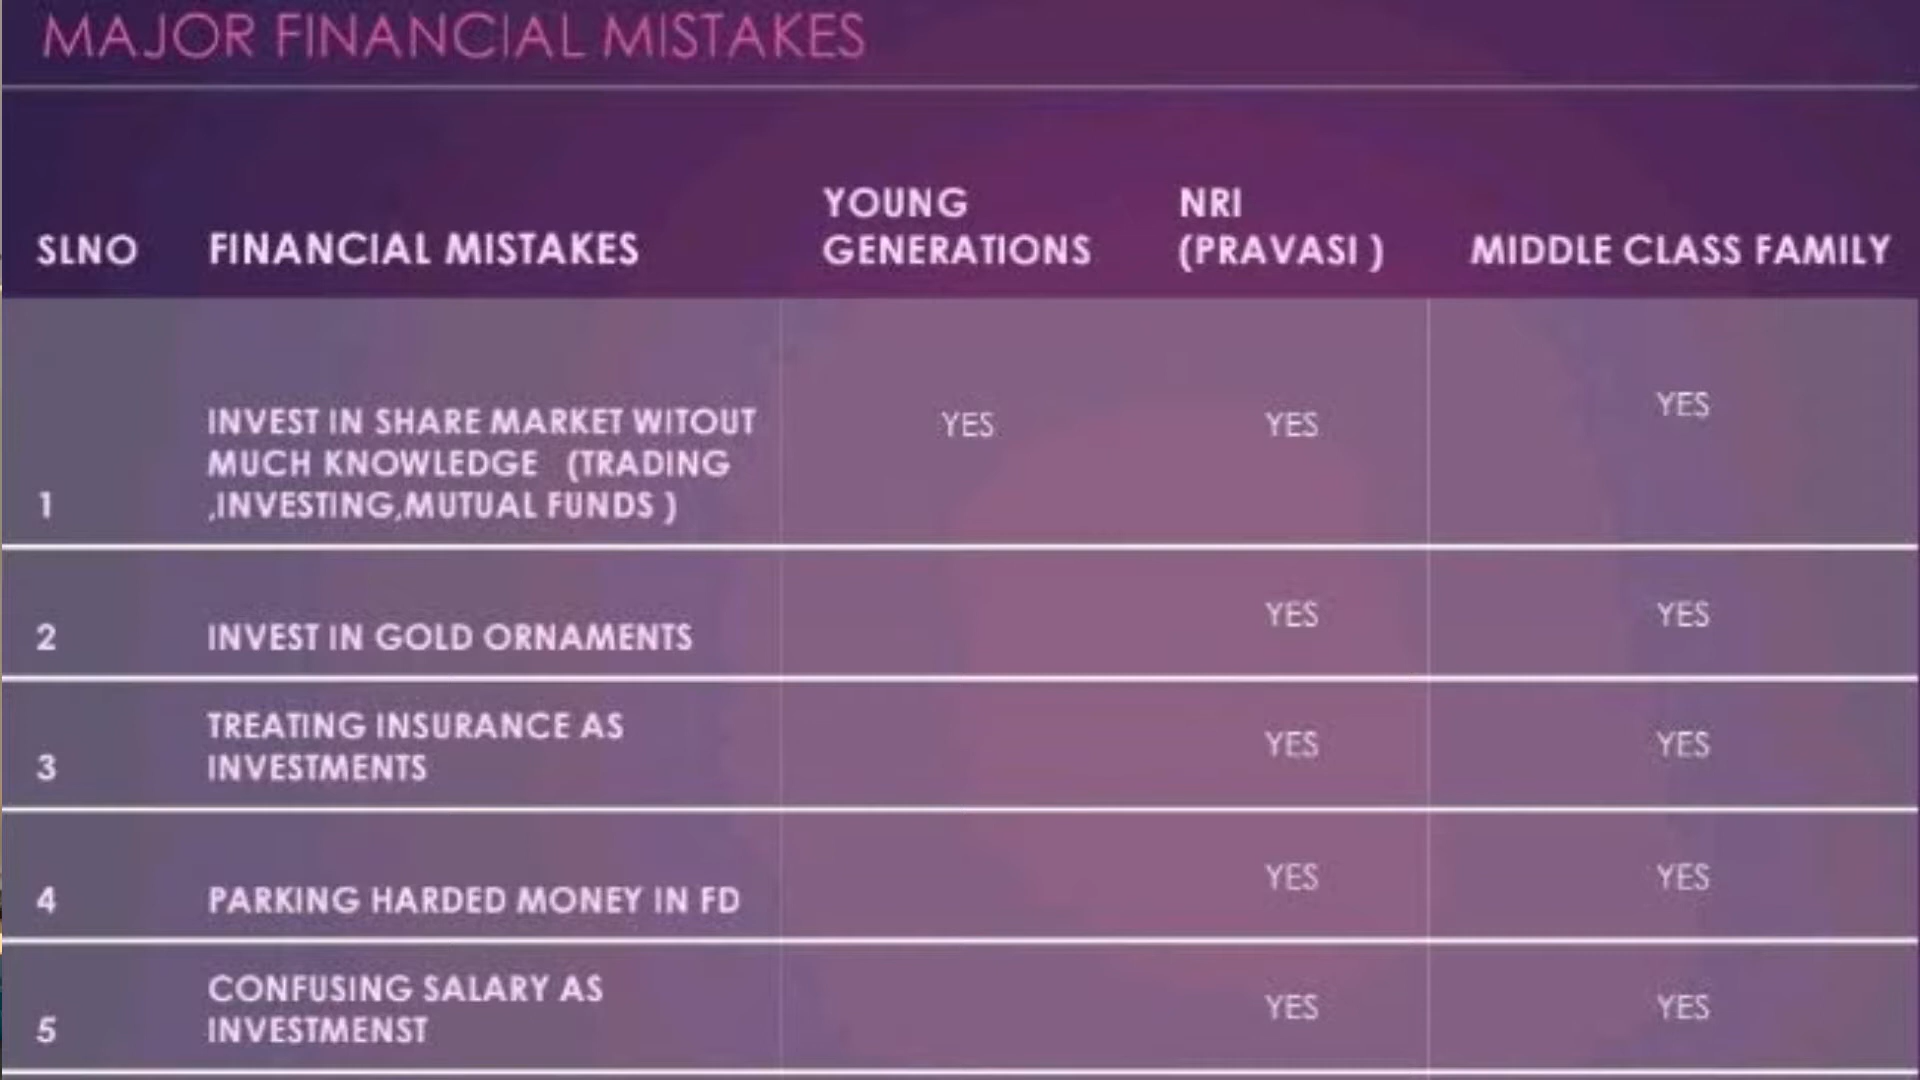 MAJOR FINANCIAL MISTAKES
SLNO FINANCIAL MISTAKES YOUNG GENERATIONS NRI (PRAVASI ) MIDDLE CLASS FAMILY
1 INVEST IN SHARE MARKET WITOUT
MUCH KNOWLEDGE (TRADING
,INVESTING,MUTUAL FUNDS ) YES YES YES
2 INVEST IN GOLD ORNAMENTS YES YES
3 TREATING INSURANCE AS
INVESTMENTS YES YES
4 PARKING HARDED MONEY IN FD YES YES
5 CONFUSING SALARY AS
INVESTMENST YES YES